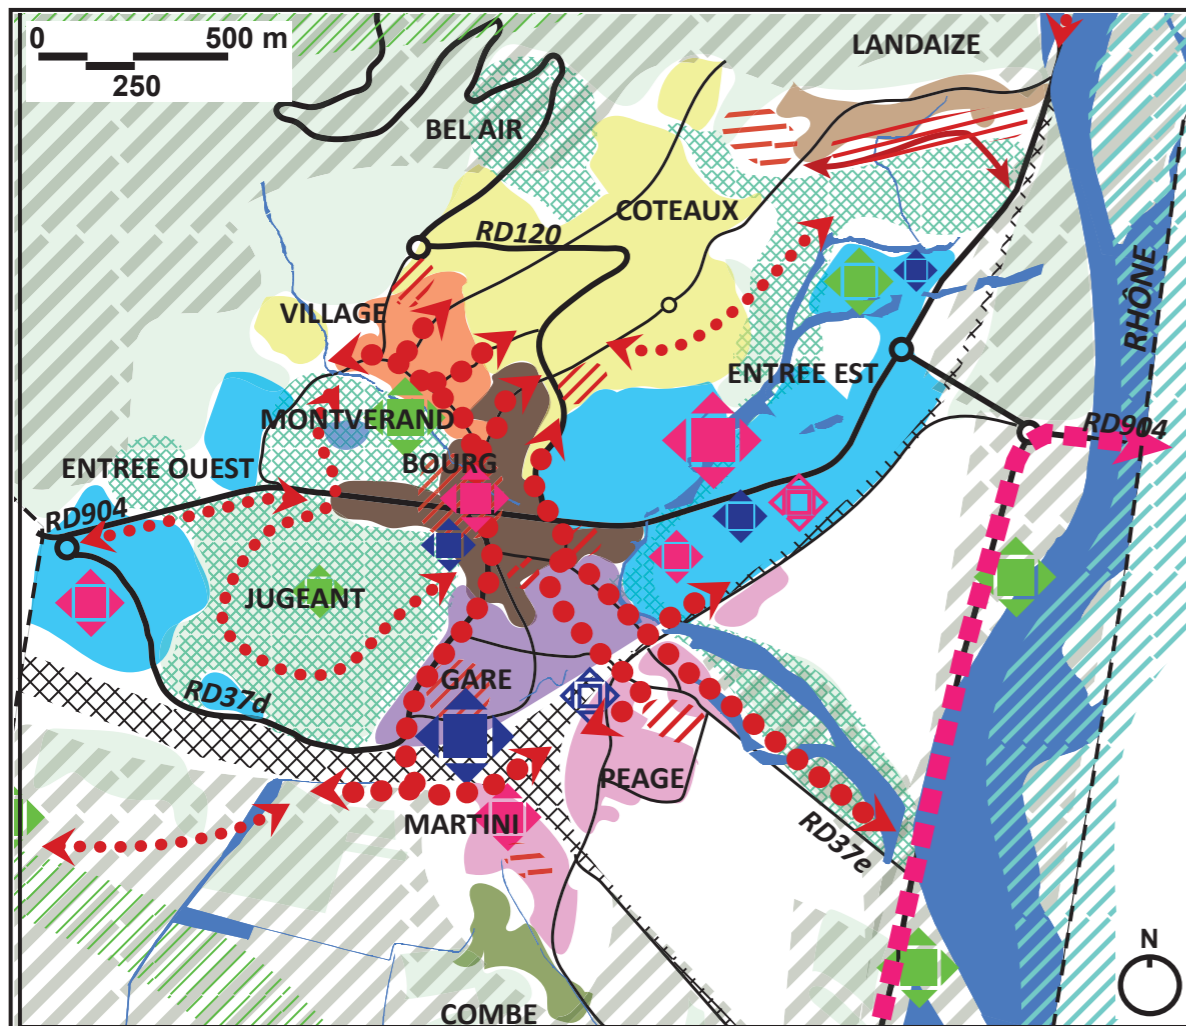 0 500 m
250
LANDAIZE
BEL AIR
COTEAUX
RD120
RHÔNE
VILLAGE
ENTREE EST
MONTVERAND
RD904
BOURG
ENTREE OUEST
RD904
JUGEANT
GARE
RD37d
PEAGE
MARTINI
RD37e
N
COMBE